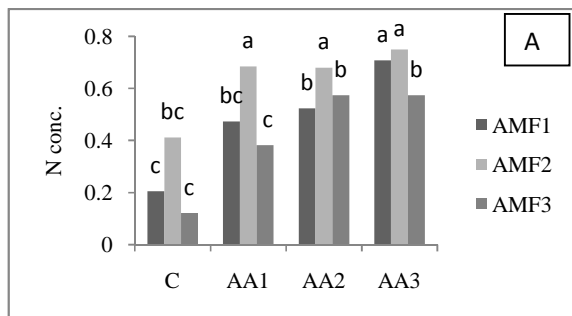 A
0.8
0.6
0.4
0.2
0
N conc.
c bc c
bc a c
b a b
a a b
C AA1 AA2 AA3
AMF1
AMF2
AMF3